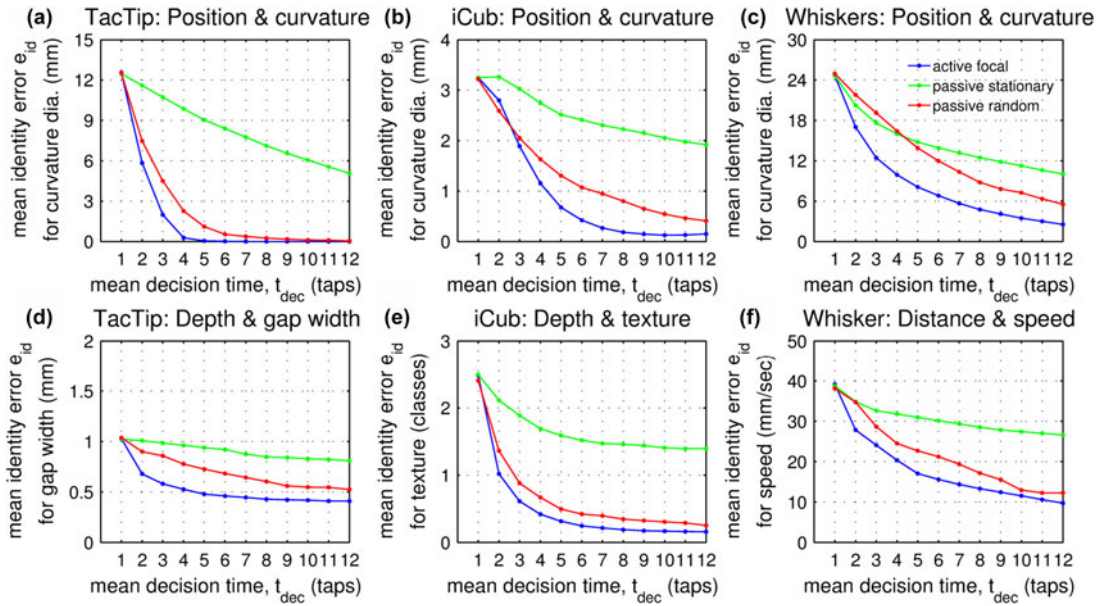 (a) TacTip: Position & curvature
mean identity error e_id
for curvature dia. (mm)
15
12
9
6
3
0
1 2 3 4 5 6 7 8 9 10 11 12
mean decision time, t_dec (taps)
(b) iCub: Position & curvature
mean identity error e_id
for curvature dia. (mm)
4
3
2
1
0
1 2 3 4 5 6 7 8 9 10 11 12
mean decision time, t_dec (taps)
(c) Whiskers: Position & curvature
mean identity error e_id
for curvature dia. (mm)
30
24
18
12
6
0
active focal
passive stationary
passive random
1 2 3 4 5 6 7 8 9 10 11 12
mean decision time, t_dec (taps)
(d) TacTip: Depth & gap width
mean identity error e_id
for gap width (mm)
2
1.5
1
0.5
0
1 2 3 4 5 6 7 8 9 10 11 12
mean decision time, t_dec (taps)
(e) iCub: Depth & texture
mean identity error e_id
for texture (classes)
3
2
1
0
1 2 3 4 5 6 7 8 9 10 11 12
mean decision time, t_dec (taps)
(f) Whisker: Distance & speed
mean identity error e_id
for speed (mm/sec)
50
40
30
20
10
0
1 2 3 4 5 6 7 8 9 10 11 12
mean decision time, t_dec (taps)